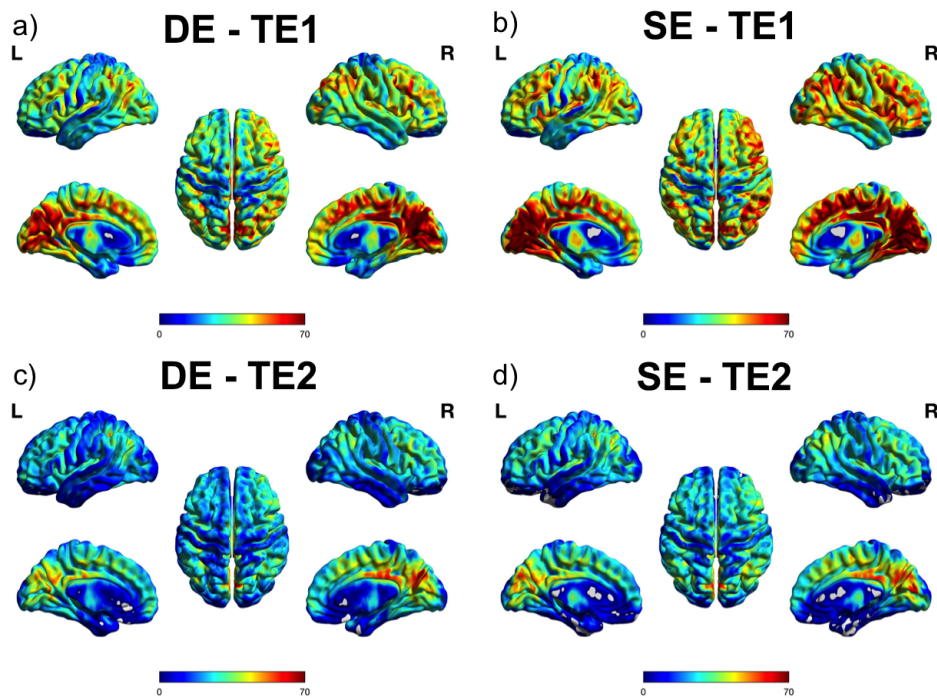 a) DE - TE1
L R
0 70
b) SE - TE1
L R
0 70
c) DE - TE2
L R
0 70
d) SE - TE2
L R
0 70